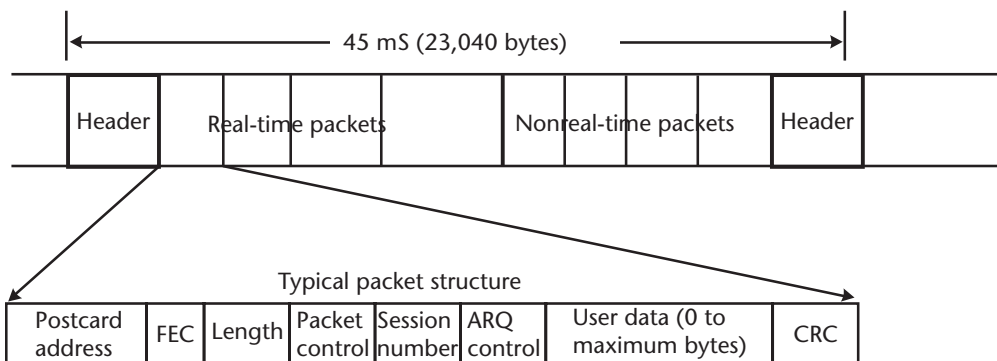 45 mS (23,040 bytes)
Header Real-time packets Nonreal-time packets Header
Typical packet structure
Postcard address FEC Length Packet control Session number ARQ control User data (0 to maximum bytes) CRC